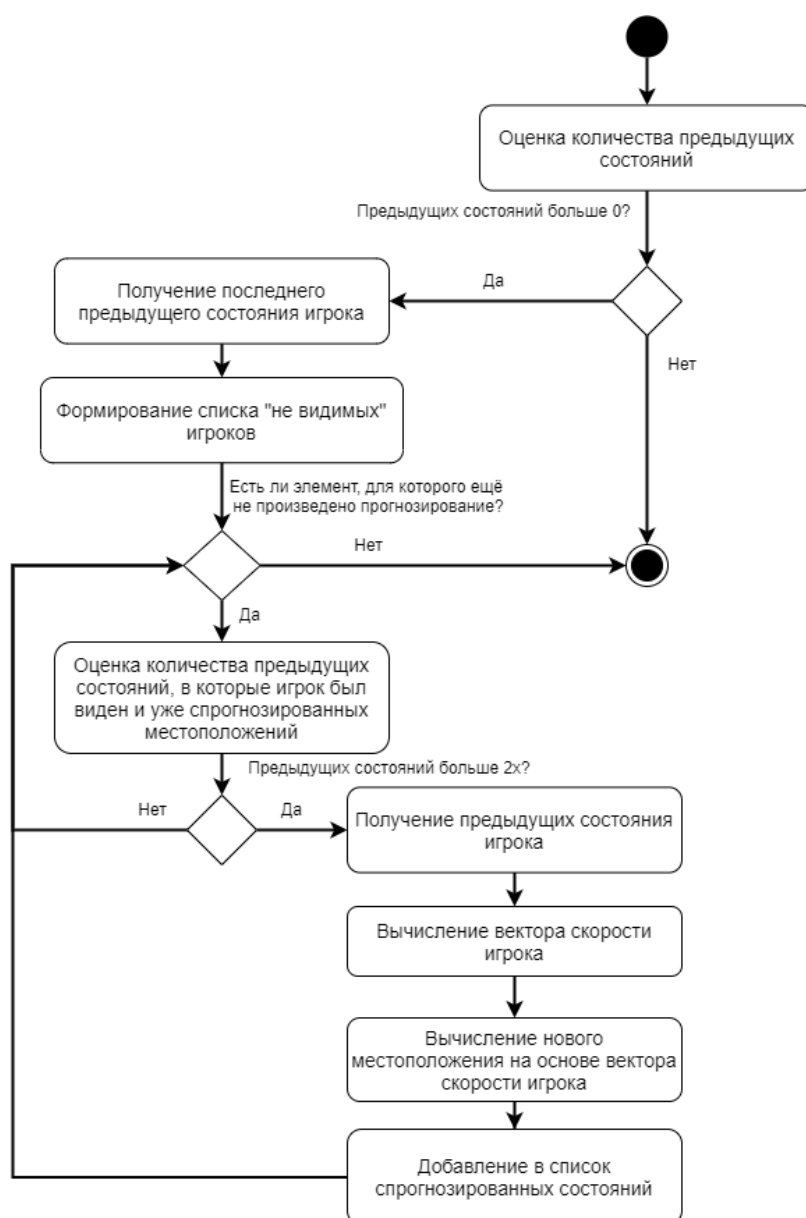 Оценка количества предыдущих
состояний
Предыдущих состояний больше 0?
Да
Нет
Получение последнего
предыдущего состояния игрока
Формирование списка "не видимых"
игроков
Есть ли элемент, для которого ещё
не произведено прогнозирование?
Нет
Да
Оценка количества предыдущих
состояний, в которые игрок был
виден и уже спрогнозированных
местоположений
Предыдущих состояний больше 2х?
Нет
Да
Получение предыдущих состояния
игрока
Вычисление вектора скорости
игрока
Вычисление нового
местоположения на основе вектора
скорости игрока
Добавление в список
спрогнозированных состояний